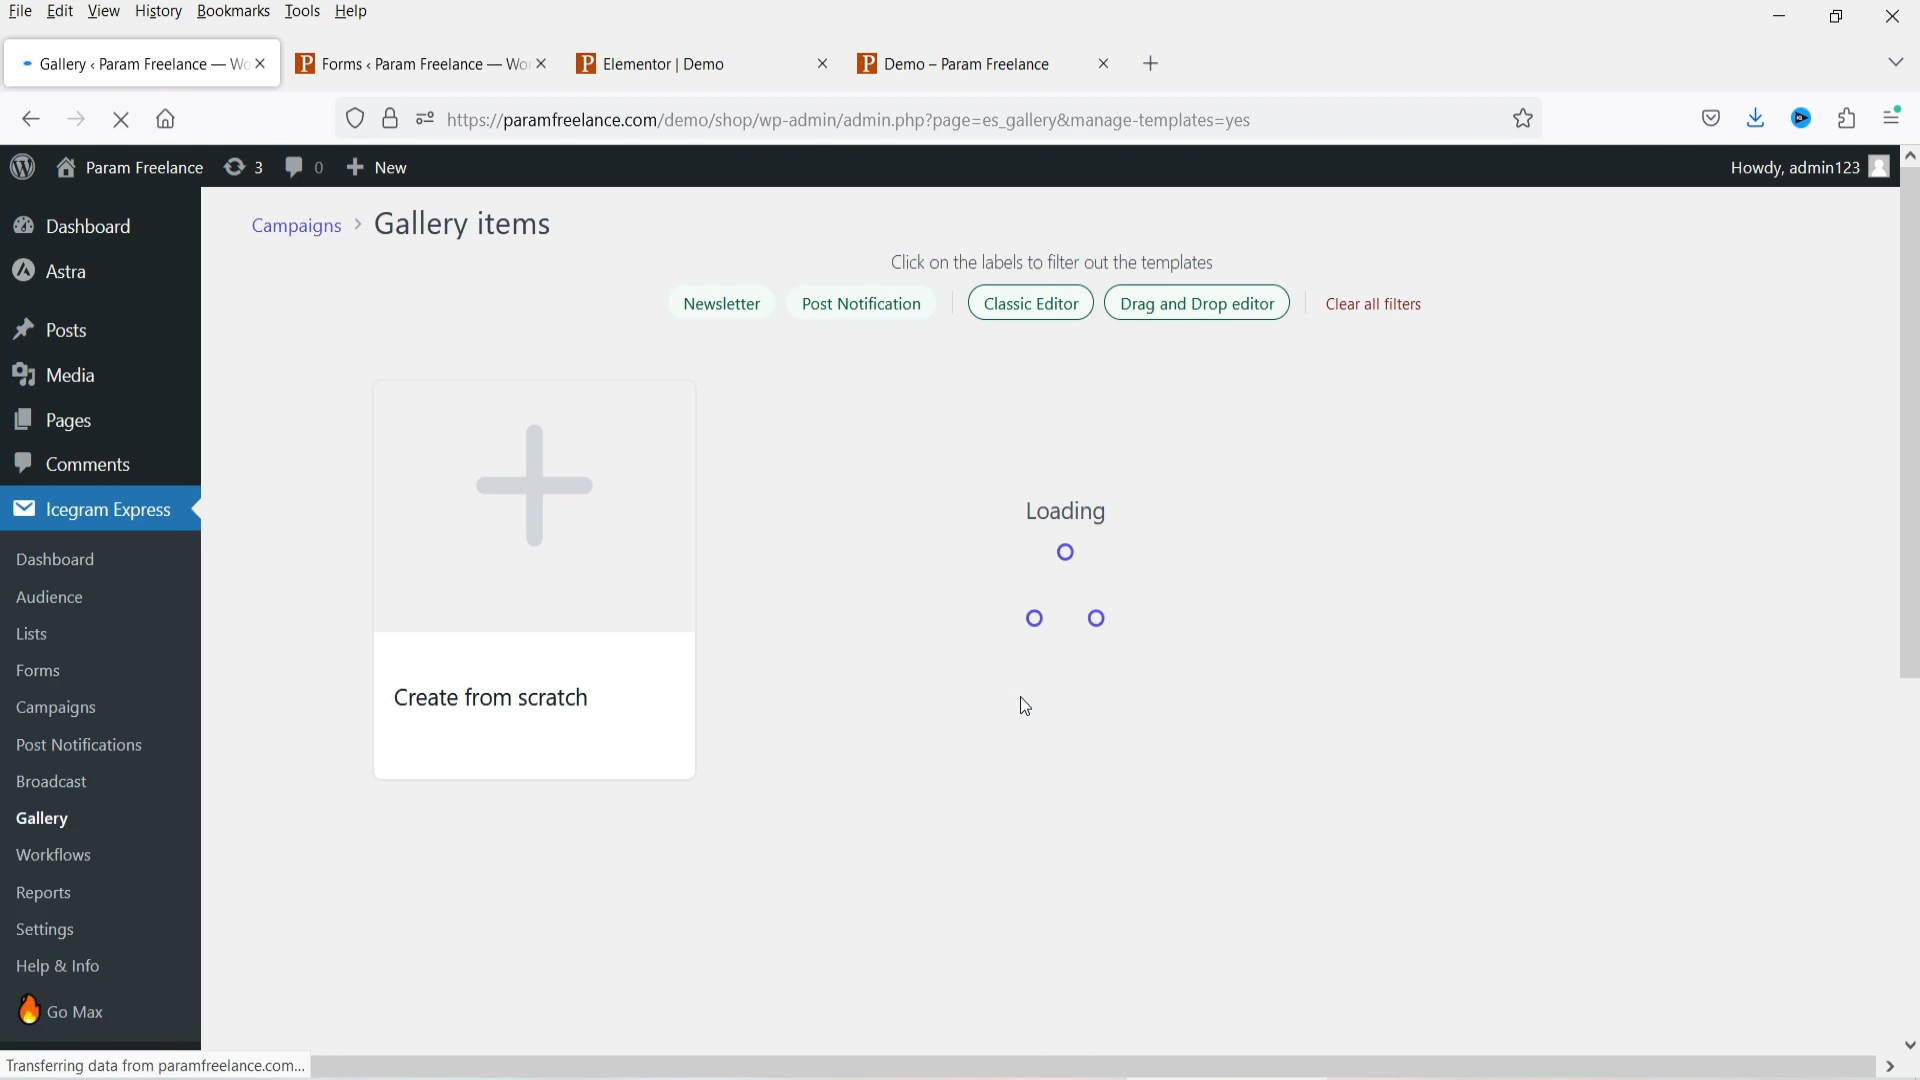 File Edit View History Bookmarks Tools Help
Gallery ‹ Param Freelance — Wo
Forms ‹ Param Freelance — Wo
Elementor | Demo
Demo – Param Freelance
https://paramfreelance.com/demo/shop/wp-admin/admin.php?page=es_gallery&manage-templates=yes
Param Freelance 3 0 New
Howdy, admin123
Dashboard
Astra
Posts
Media
Pages
Comments
Icegram Express
Dashboard
Audience
Lists
Forms
Campaigns
Post Notifications
Broadcast
Gallery
Workflows
Reports
Settings
Help & Info
Go Max
Campaigns › Gallery items
Click on the labels to filter out the templates
Newsletter Post Notification Classic Editor Drag and Drop editor Clear all filters
Loading
Create from scratch
Transferring data from paramfreelance.com...